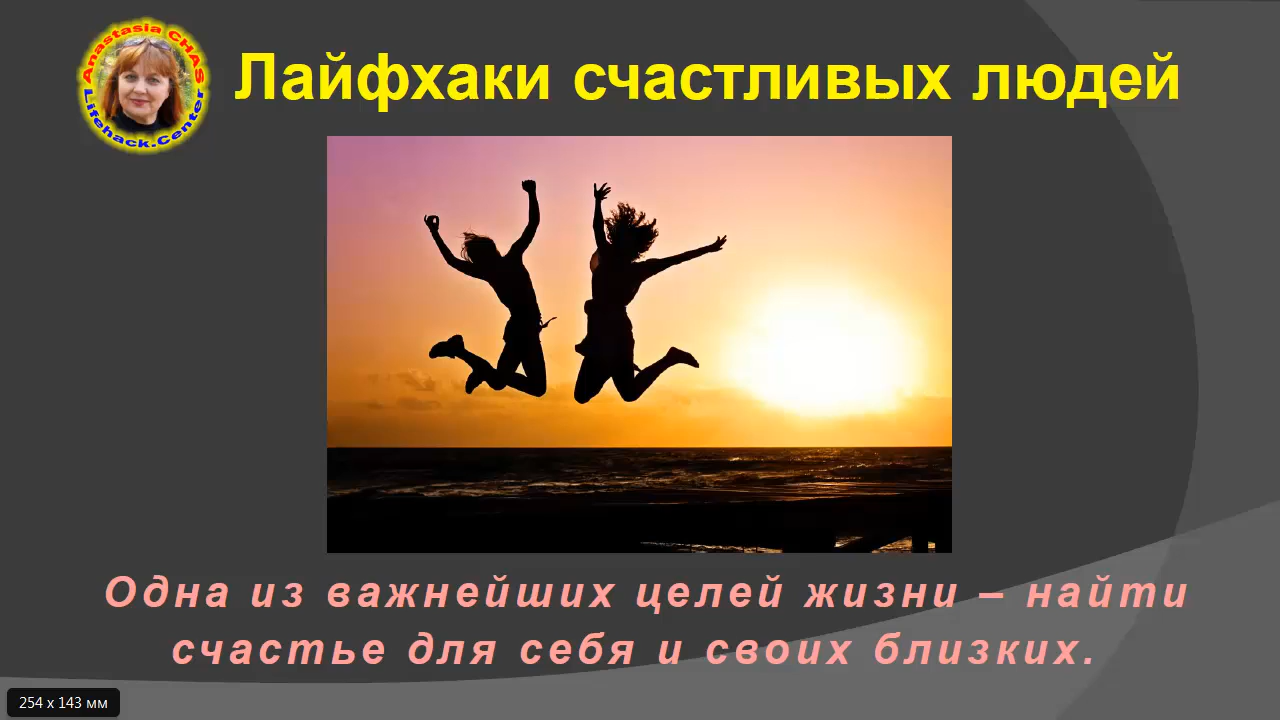 Anastasia CHAS
Lifehack.Center
Лайфхаки счастливых людей
Одна из важнейших целей жизни – найти
счастье для себя и своих близких.
254 x 143 мм